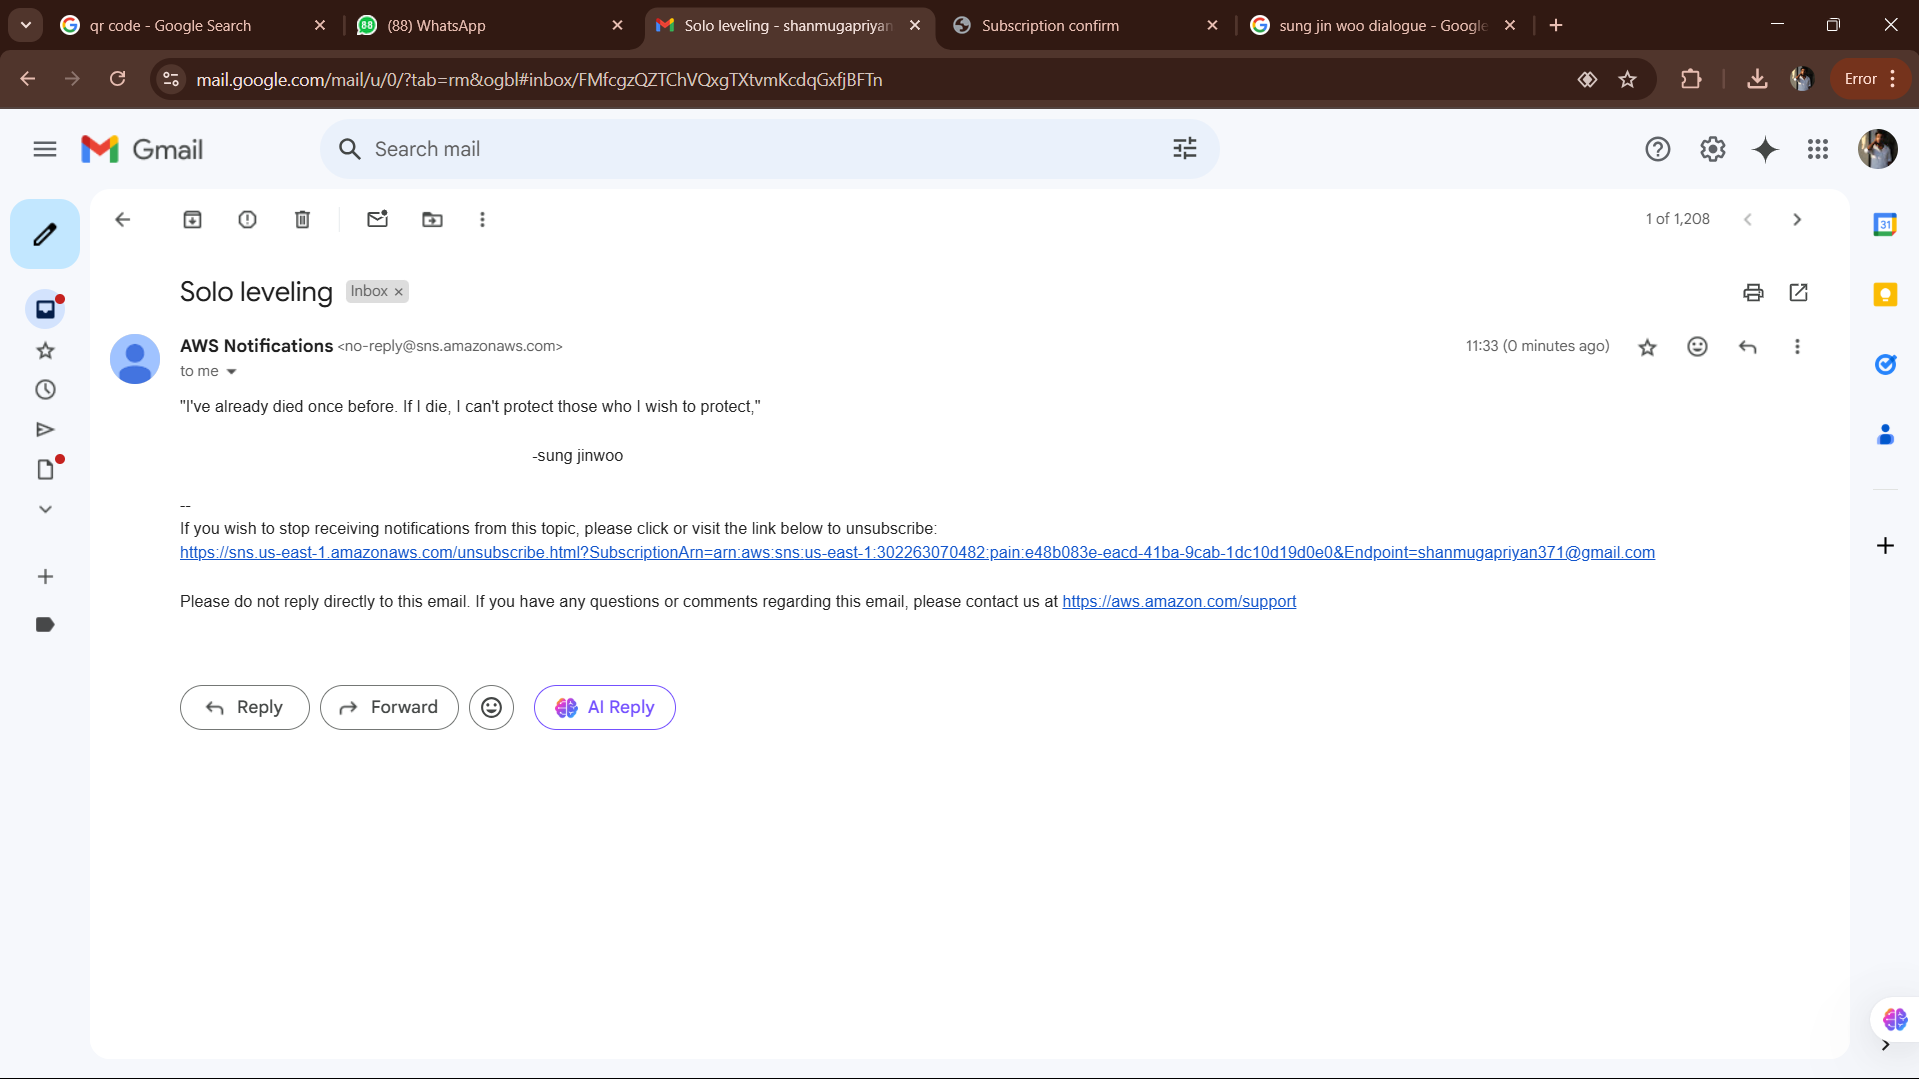 qr code - Google Search
88
(88) WhatsApp
Solo leveling - shanmugapriyan
Subscription confirm
sung jin woo dialogue - Google
mail.google.com/mail/u/0/?tab=rm&ogbl#inbox/FMfcgzQZTChVQxgTXtvmKcdqGxfjBFTn
Error
Gmail
Search mail
1 of 1,208
31
Solo leveling
Inbox ×
AWS Notifications <no-reply@sns.amazonaws.com>
11:33 (0 minutes ago)
to me
"I've already died once before. If I die, I can't protect those who I wish to protect,"
-sung jinwoo
--
If you wish to stop receiving notifications from this topic, please click or visit the link below to unsubscribe:
https://sns.us-east-1.amazonaws.com/unsubscribe.html?SubscriptionArn=arn:aws:sns:us-east-1:302263070482:pain:e48b083e-eacd-41ba-9cab-1dc10d19d0e0&Endpoint=shanmugapriyan371@gmail.com
Please do not reply directly to this email. If you have any questions or comments regarding this email, please contact us at https://aws.amazon.com/support
Reply
Forward
AI Reply